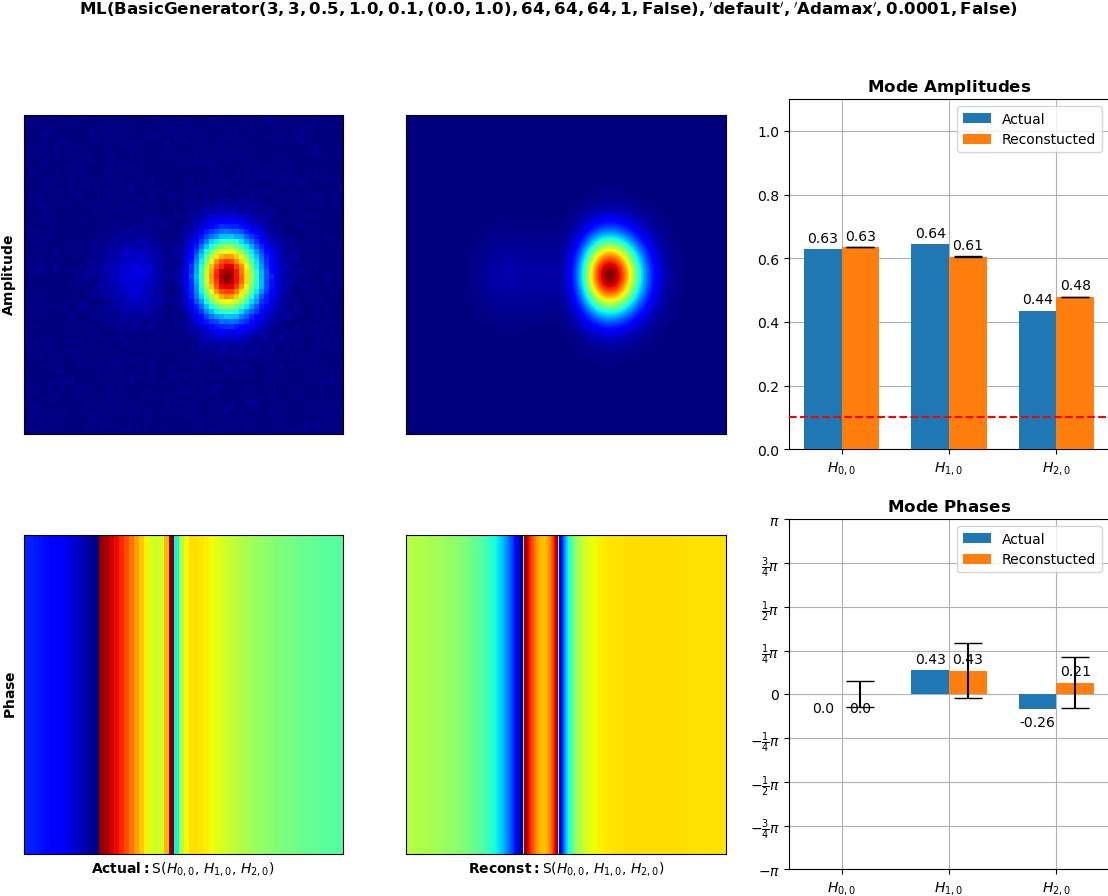 ML(BasicGenerator(3, 3, 0.5, 1.0, 0.1, (0.0, 1.0), 64, 64, 64, 1, False), ′default′, ′Adamax′, 0.0001, False)
Amplitude
Mode Amplitudes
Actual
Reconstucted
1.0
0.8
0.6
0.4
0.2
0.0
0.63 0.63 0.64 0.61 0.44 0.48
H0,0 H1,0 H2,0
Phase
Actual: S(H0,0, H1,0, H2,0)
Reconst: S(H0,0, H1,0, H2,0)
Mode Phases
Actual
Reconstucted
π
3/4π
1/2π
1/4π
0
−1/4π
−1/2π
−3/4π
−π
0.0 0.0 0.43 0.43 -0.26 0.21
H0,0 H1,0 H2,0